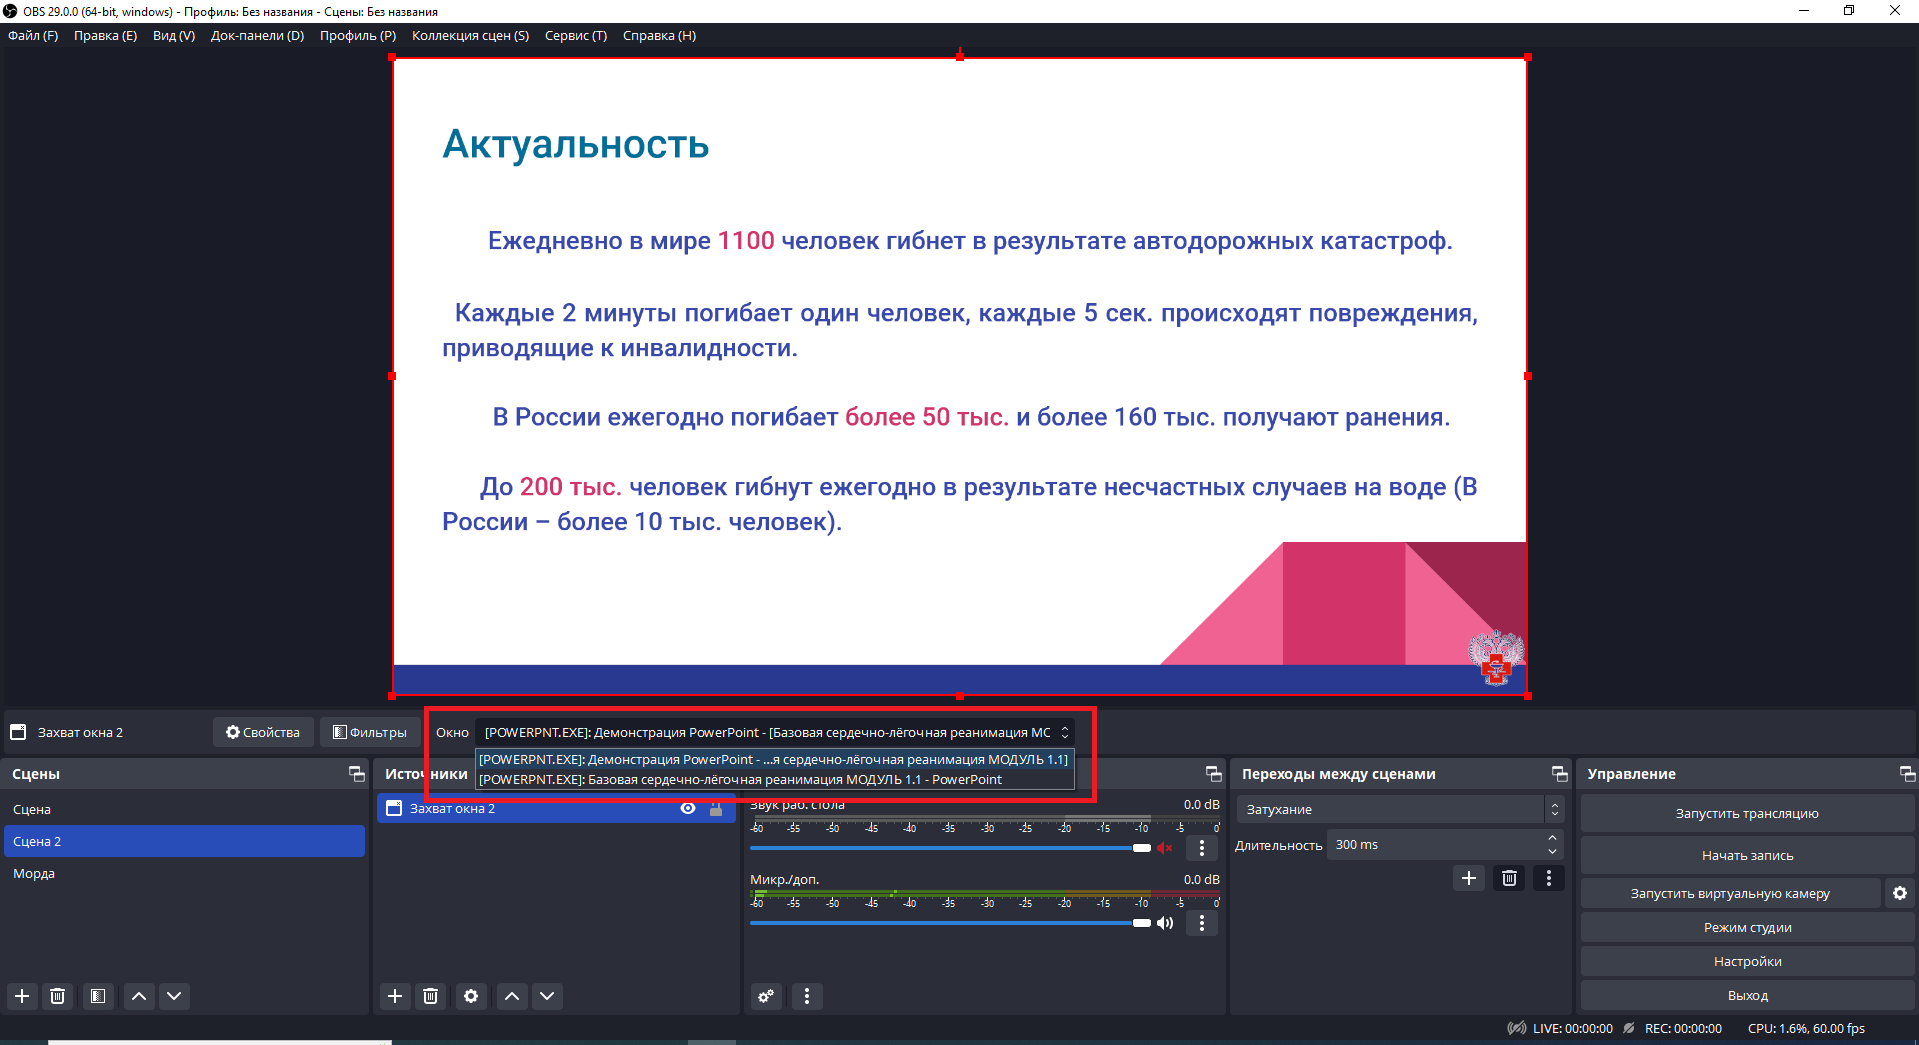 OBS 29.0.0 (64-bit, windows) - Профиль: Без названия - Сцены: Без названия
Файл (F) Правка (E) Вид (V) Док-панели (D) Профиль (P) Коллекция сцен (S) Сервис (T) Справка (H)
Актуальность
Ежедневно в мире 1100 человек гибнет в результате автодорожных катастроф.
Каждые 2 минуты погибает один человек, каждые 5 сек. происходят повреждения,
приводящие к инвалидности.
В России ежегодно погибает более 50 тыс. и более 160 тыс. получают ранения.
До 200 тыс. человек гибнут ежегодно в результате несчастных случаев на воде (В
России – более 10 тыс. человек).
Захват окна 2 Свойства Фильтры Окно [POWERPNT.EXE]: Демонстрация PowerPoint - [Базовая сердечно-лёгочная реанимация МС
[POWERPNT.EXE]: Демонстрация PowerPoint - ...я сердечно-лёгочная реанимация МОДУЛЬ 1.1]
[POWERPNT.EXE]: Базовая сердечно-лёгочная реанимация МОДУЛЬ 1.1 - PowerPoint
Сцены
Сцена
Сцена 2
Морда
Источники
Захват окна 2
Звук раб. стола 0.0 dB
-60 -55 -50 -45 -40 -35 -30 -25 -20 -15 -10 -5 0
Микр./доп. 0.0 dB
-60 -55 -50 -45 -40 -35 -30 -25 -20 -15 -10 -5 0
Переходы между сценами
Затухание
Длительность 300 ms
Управление
Запустить трансляцию
Начать запись
Запустить виртуальную камеру
Режим студии
Настройки
Выход
LIVE: 00:00:00 REC: 00:00:00 CPU: 1.6%, 60.00 fps